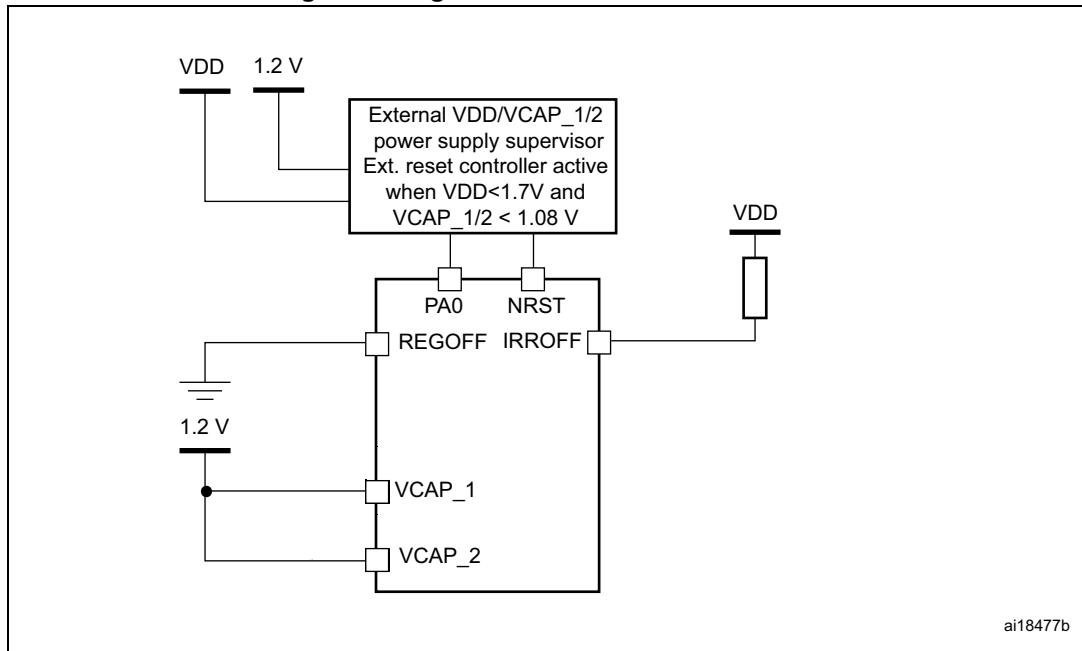 VDD
1.2 V
External VDD/VCAP_1/2
power supply supervisor
Ext. reset controller active
when VDD<1.7V and
VCAP_1/2 < 1.08 V
VDD
PA0
NRST
REGOFF
IRROFF
1.2 V
VCAP_1
VCAP_2
ai18477b